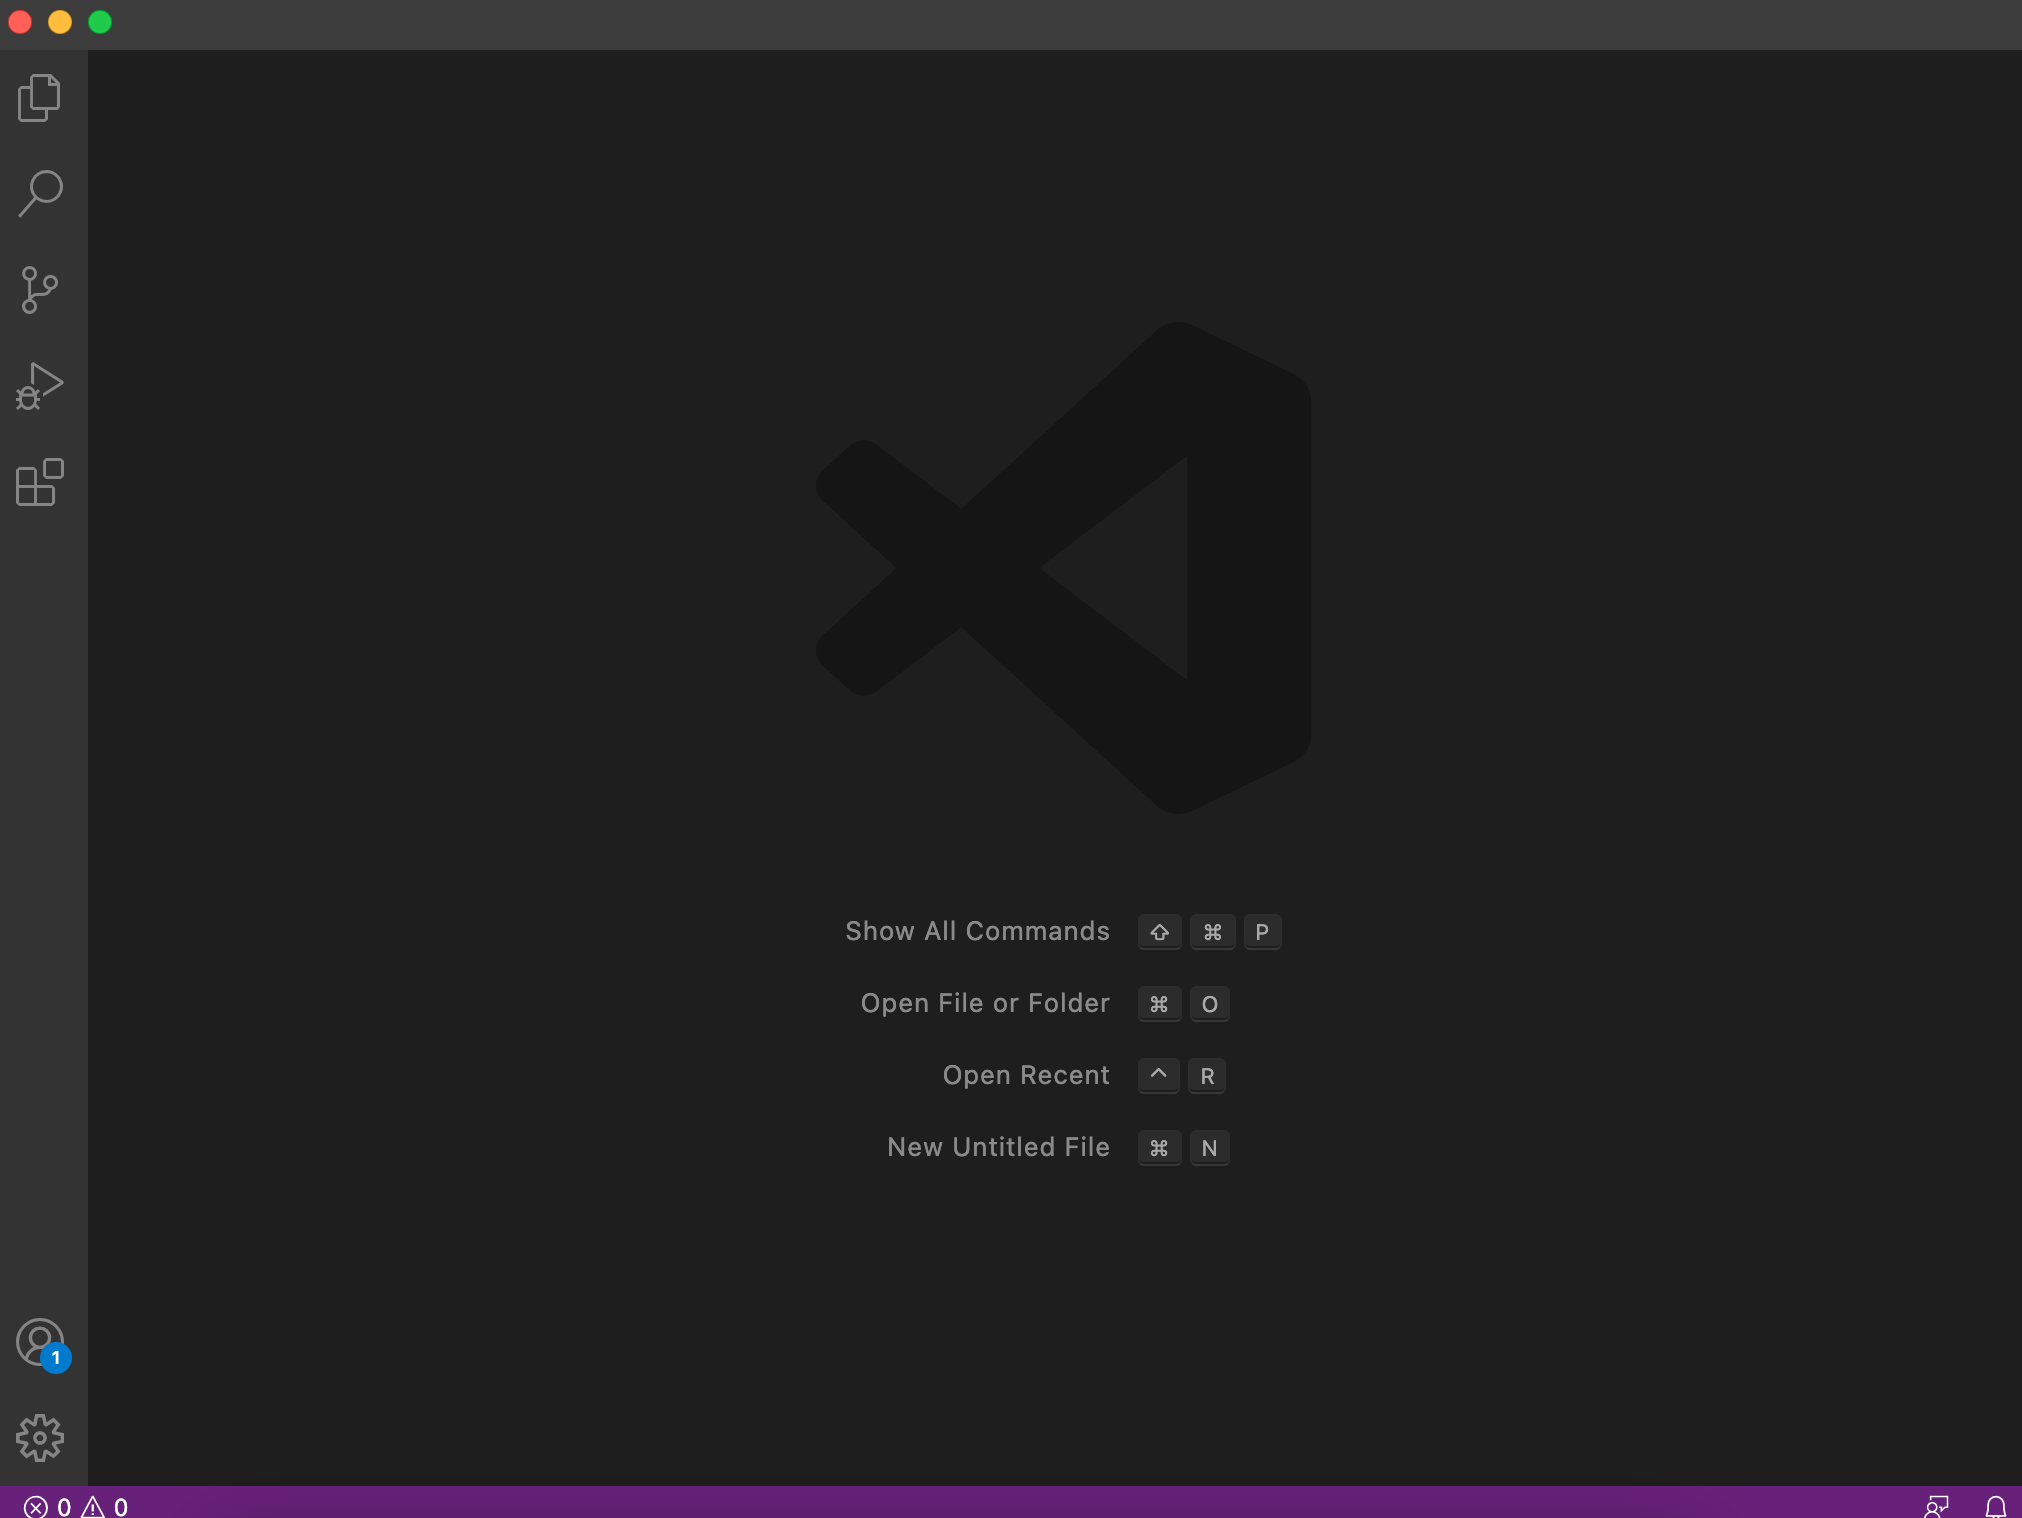 Show All Commands ⇧ ⌘ P
Open File or Folder ⌘ O
Open Recent ^ R
New Untitled File ⌘ N
1
0 0